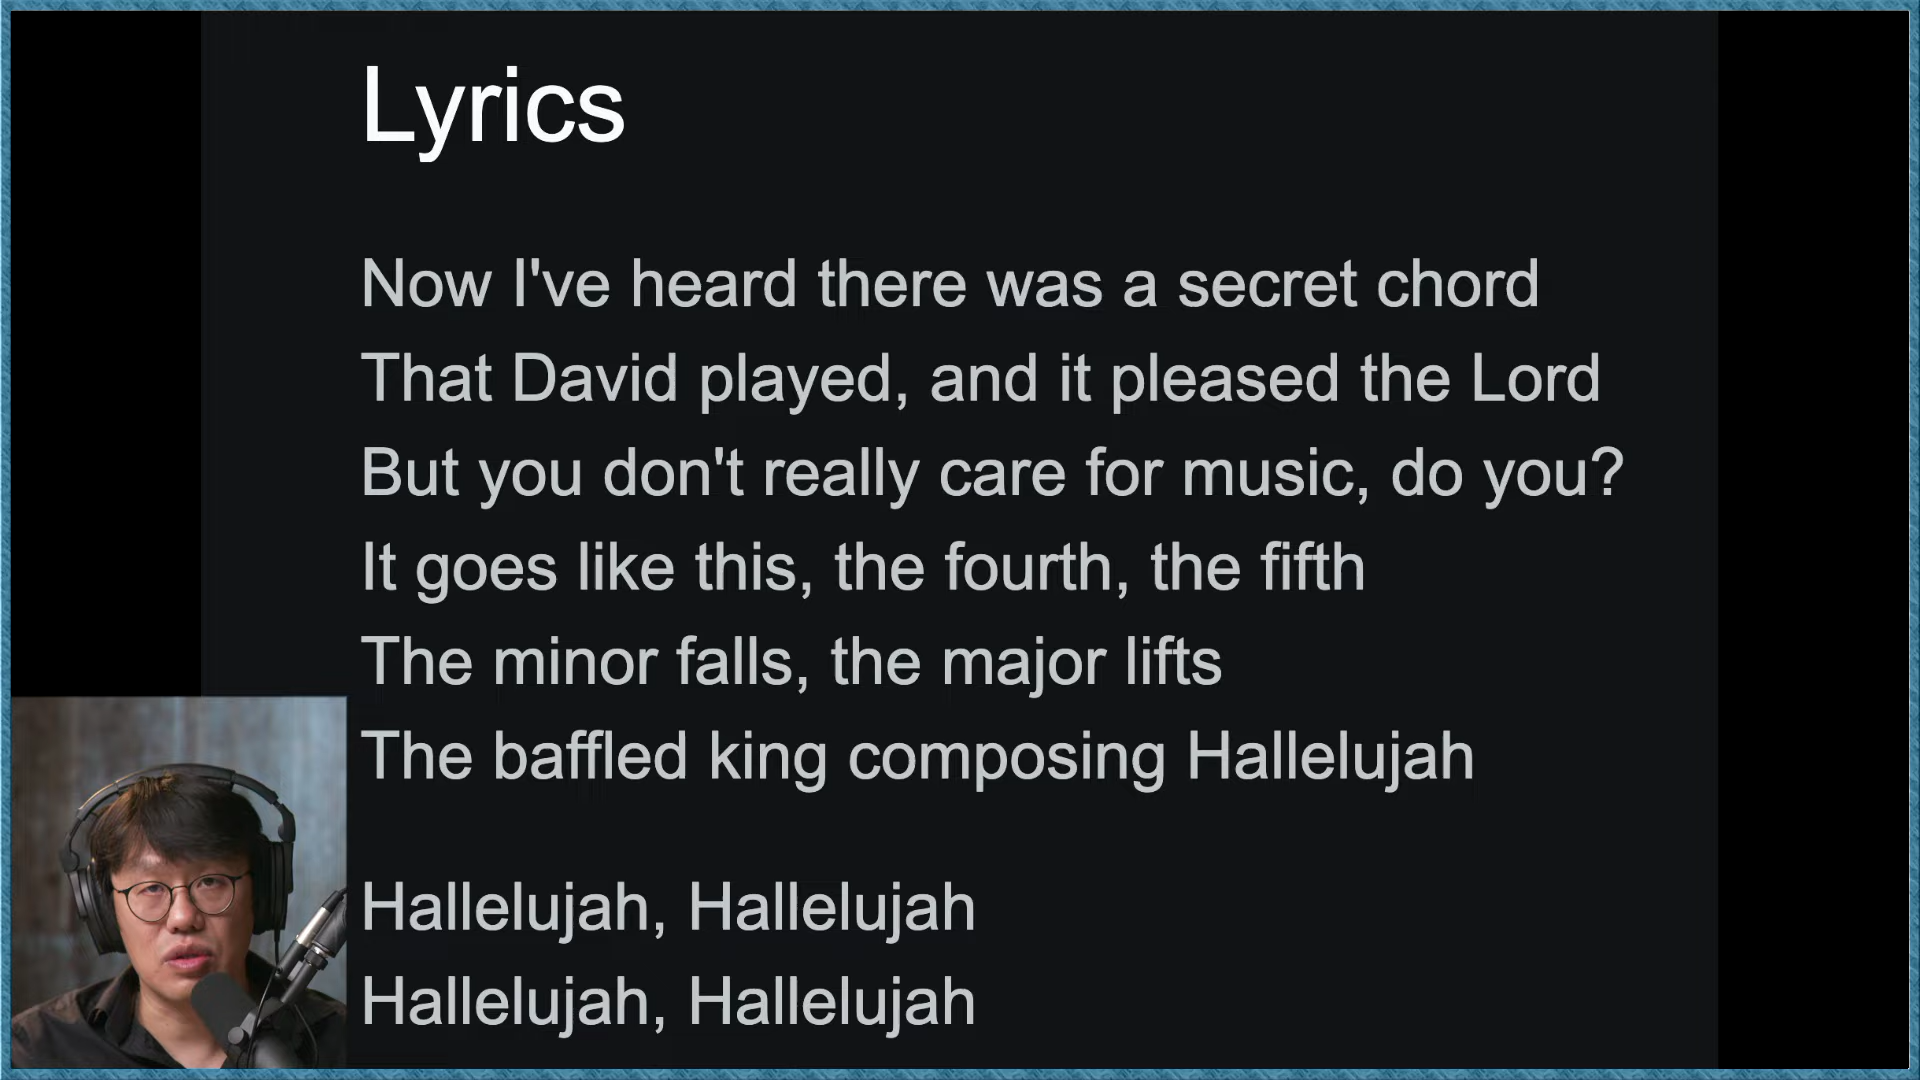 Lyrics
Now I've heard there was a secret chord
That David played, and it pleased the Lord
But you don't really care for music, do you?
It goes like this, the fourth, the fifth
The minor falls, the major lifts
The baffled king composing Hallelujah
Hallelujah, Hallelujah
Hallelujah, Hallelujah